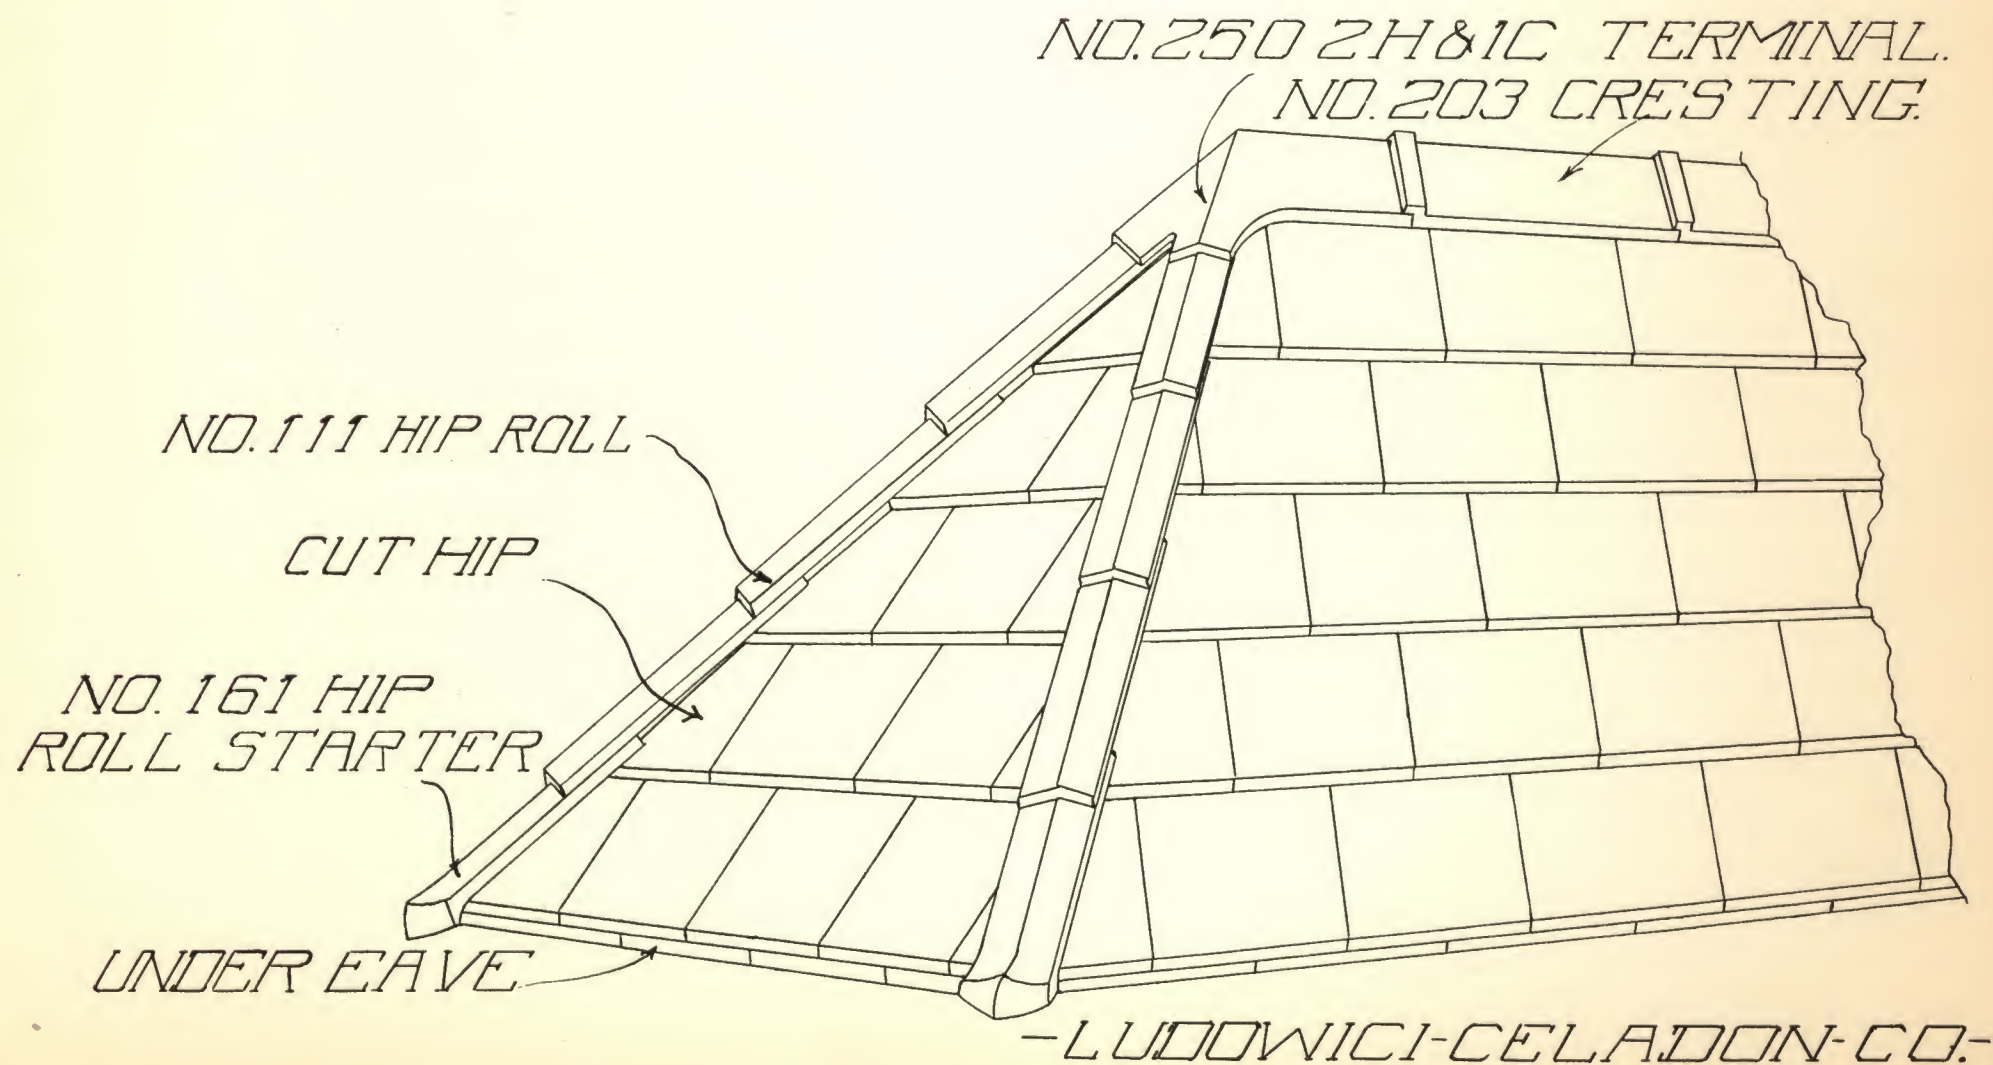 NO. 250 2H & 1C TERMINAL.
NO. 203 CRESTING.
NO. 111 HIP ROLL
CUT HIP
NO. 161 HIP
ROLL STARTER
UNDER EAVE
-LUDOWICI-CELADON-CO.-